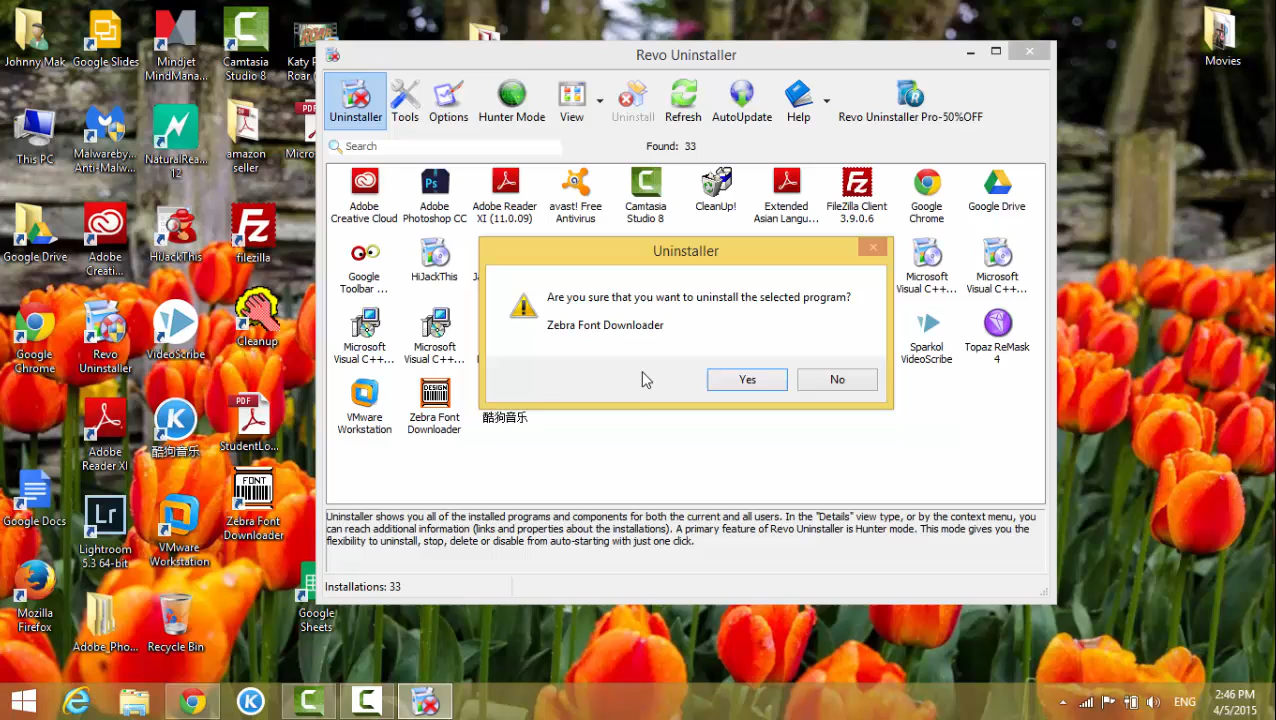 Johnny Mak
Google Slides
Mindjet
MindMana...
Camtasia
Studio 8
Katy P
Roar (
Movies
This PC
Malwareby...
Anti-Malw...
NaturalRea...
12
amazon
seller
Micro
Google Drive
Adobe
Creati...
HiJackThis
filezilla
Google
Chrome
Revo
Uninstaller
VideoScribe
Cleanup
Adobe
Reader XI
酷狗音乐
PDF
StudentLo...
Google Docs
Lightroom
5.3 64-bit
VMware
Workstation
FONT
Zebra Font
Downloader
Mozilla
Firefox
Adobe_Pho...
Recycle Bin
Google
Sheets
Revo Uninstaller
Uninstaller
Tools
Options
Hunter Mode
View
Uninstall
Refresh
AutoUpdate
Help
Revo Uninstaller Pro-50%OFF
Search
Found: 33
Adobe
Creative Cloud
Adobe
Photoshop CC
Adobe Reader
XI (11.0.09)
avast! Free
Antivirus
Camtasia
Studio 8
CleanUp!
Extended
Asian Langu...
FileZilla Client
3.9.0.6
Google
Chrome
Google Drive
Google
Toolbar ...
HiJackThis
Microsoft
Visual C++...
Microsoft
Visual C++...
Microsoft
Visual C++...
Microsoft
Visual C++...
Sparkol
VideoScribe
Topaz ReMask
4
VMware
Workstation
DESIGN
Zebra Font
Downloader
酷狗音乐
Uninstaller
Are you sure that you want to uninstall the selected program?
Zebra Font Downloader
Yes
No
Uninstaller shows you all of the installed programs and components for both the current and all users. In the "Details" view type, or by the context menu, you
can reach additional information (links and properties about the installations). A primary feature of Revo Uninstaller is Hunter mode. This mode gives you the
flexibility to uninstall, stop, delete or disable from auto-starting with just one click.
Installations: 33
ENG
2:46 PM
4/5/2015